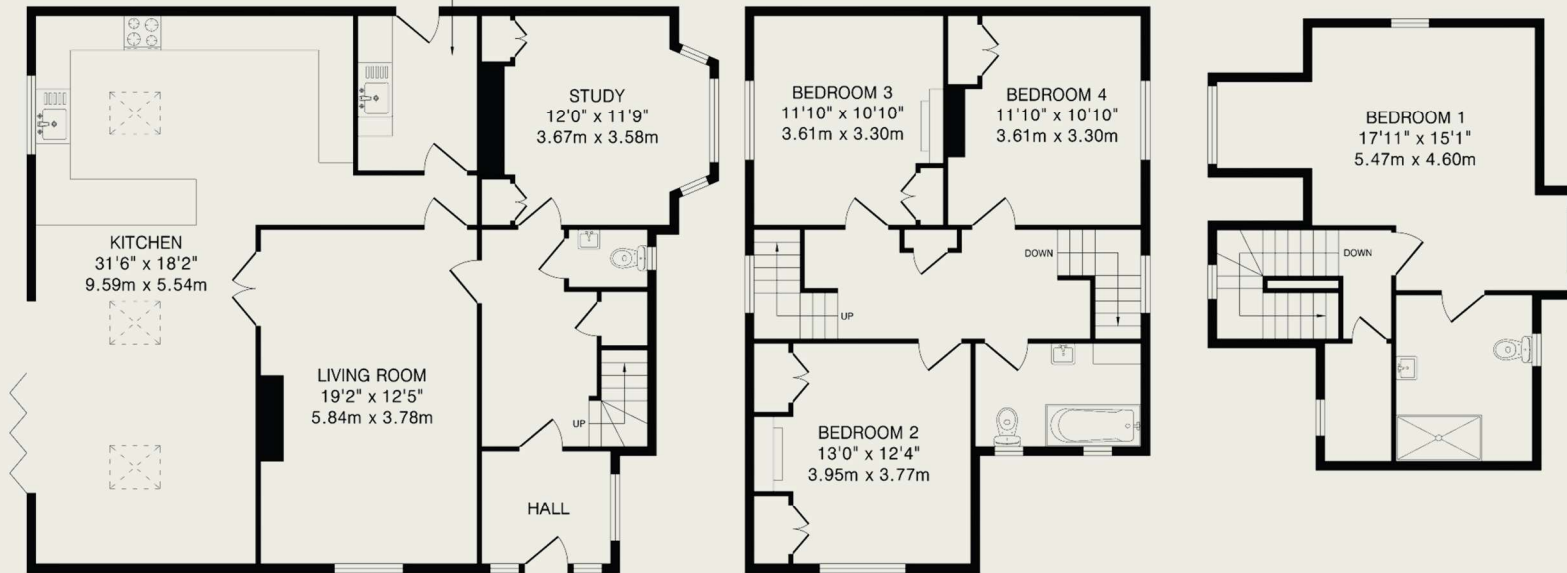 STUDY
12'0" x 11'9"
3.67m x 3.58m
KITCHEN
31'6" x 18'2"
9.59m x 5.54m
LIVING ROOM
19'2" x 12'5"
5.84m x 3.78m
UP
HALL
BEDROOM 3
11'10" x 10'10"
3.61m x 3.30m
BEDROOM 4
11'10" x 10'10"
3.61m x 3.30m
DOWN
UP
BEDROOM 2
13'0" x 12'4"
3.95m x 3.77m
BEDROOM 1
17'11" x 15'1"
5.47m x 4.60m
DOWN